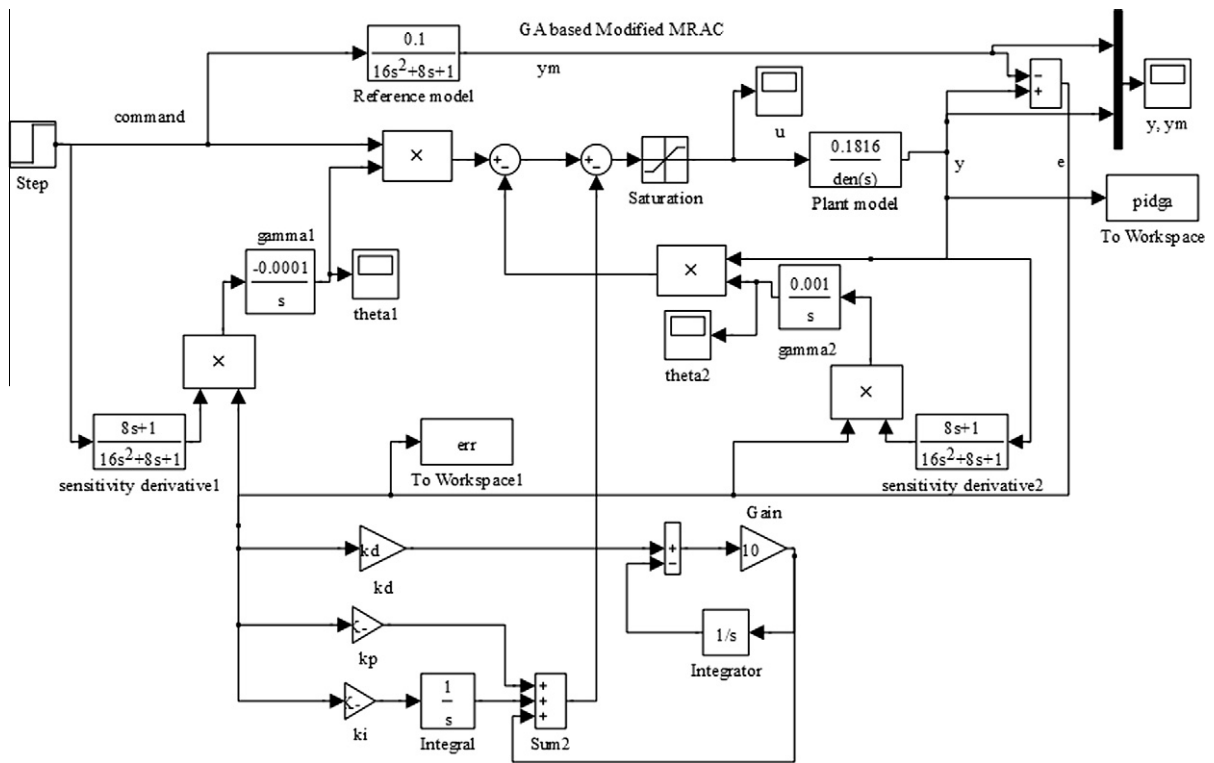 GA based Modified MRAC
0.1
16s²+8s+1
Reference model
ym
command
Step
×
+
-
+
-
Saturation
u
0.1816
den(s)
Plant model
-
+
y
e
y, ym
pidga
To Workspace
gamma1
-0.0001
s
theta1
×
×
0.001
s
gamma2
theta2
×
8s+1
16s²+8s+1
sensitivity derivative1
err
To Workspace1
8s+1
16s²+8s+1
sensitivity derivative2
kd
kd
+
-
Gain
10
1/s
Integrator
kp
ki
1
s
Integral
+
+
+
Sum2